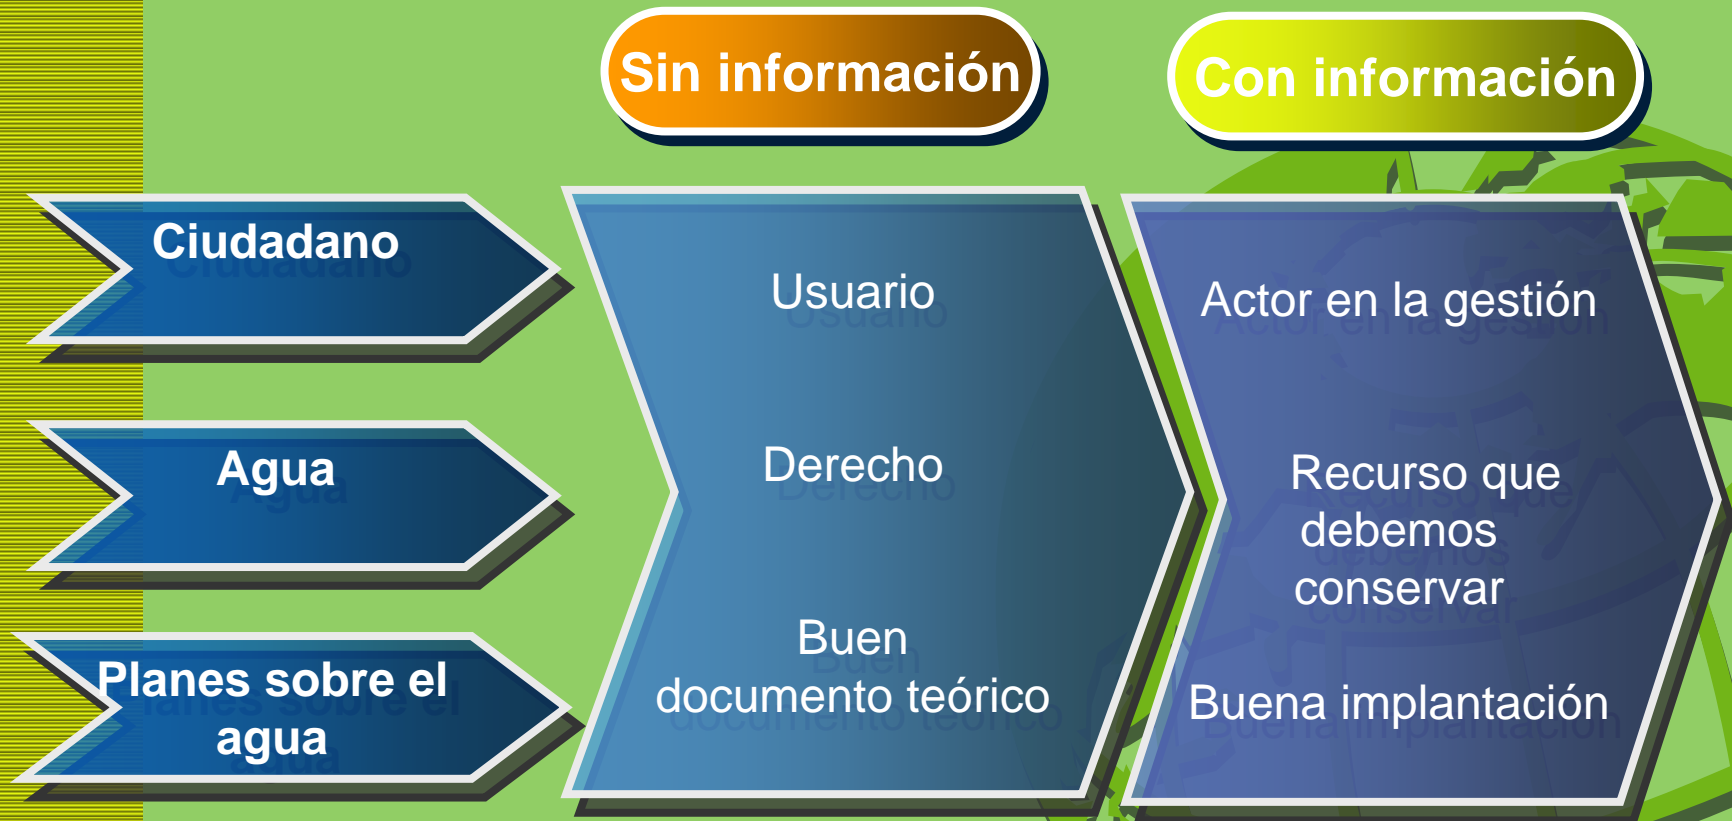 Sin información
Con información
Ciudadano
Usuario
Actor en la gestión
Agua
Derecho
Recurso que
debemos
conservar
Planes sobre el
agua
Buen
documento teórico
Buena implantación